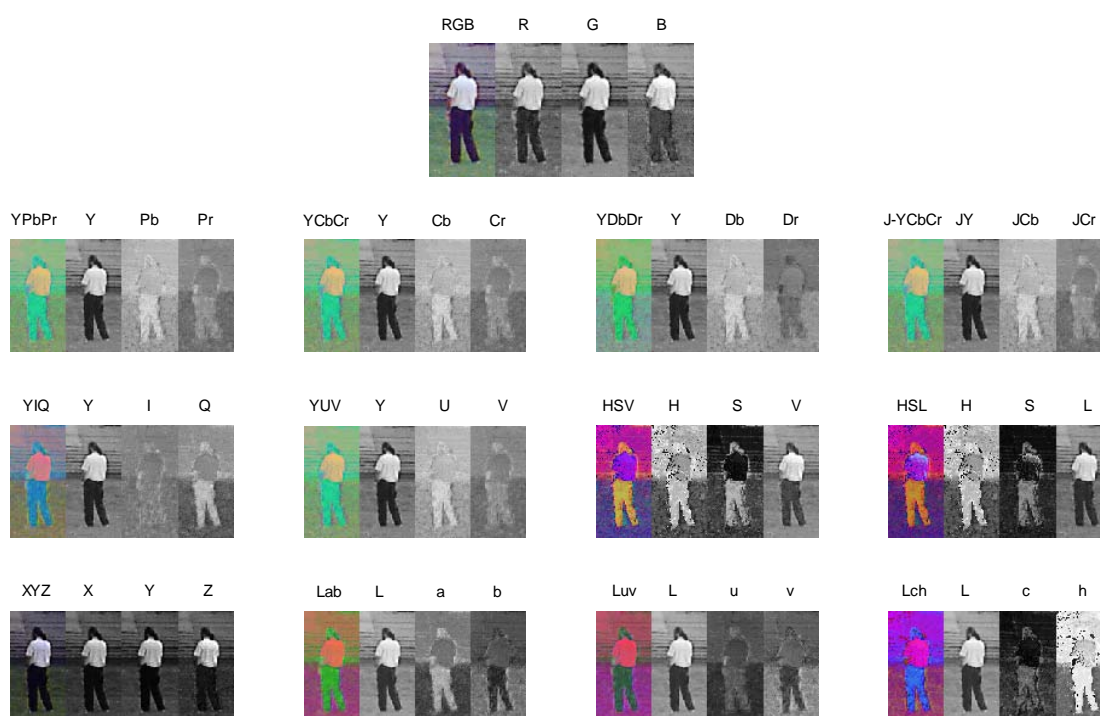 RGB R G B
YPbPr Y Pb Pr YCbCr Y Cb Cr YDbDr Y Db Dr J-YCbCr JY JCb JCr
YIQ Y I Q YUV Y U V HSV H S V HSL H S L
XYZ X Y Z Lab L a b Luv L u v Lch L c h